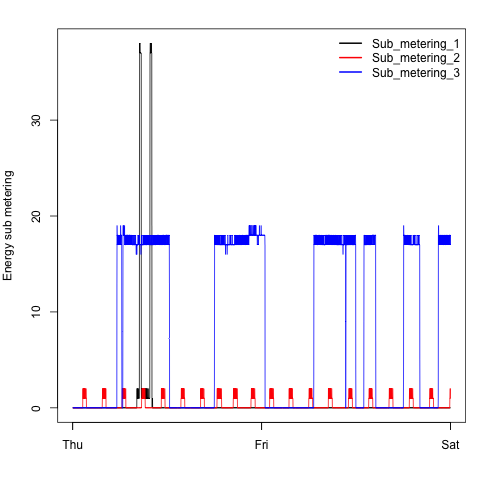 Sub_metering_1
Sub_metering_2
Sub_metering_3
Energy sub metering
30
20
10
0
Thu Fri Sat